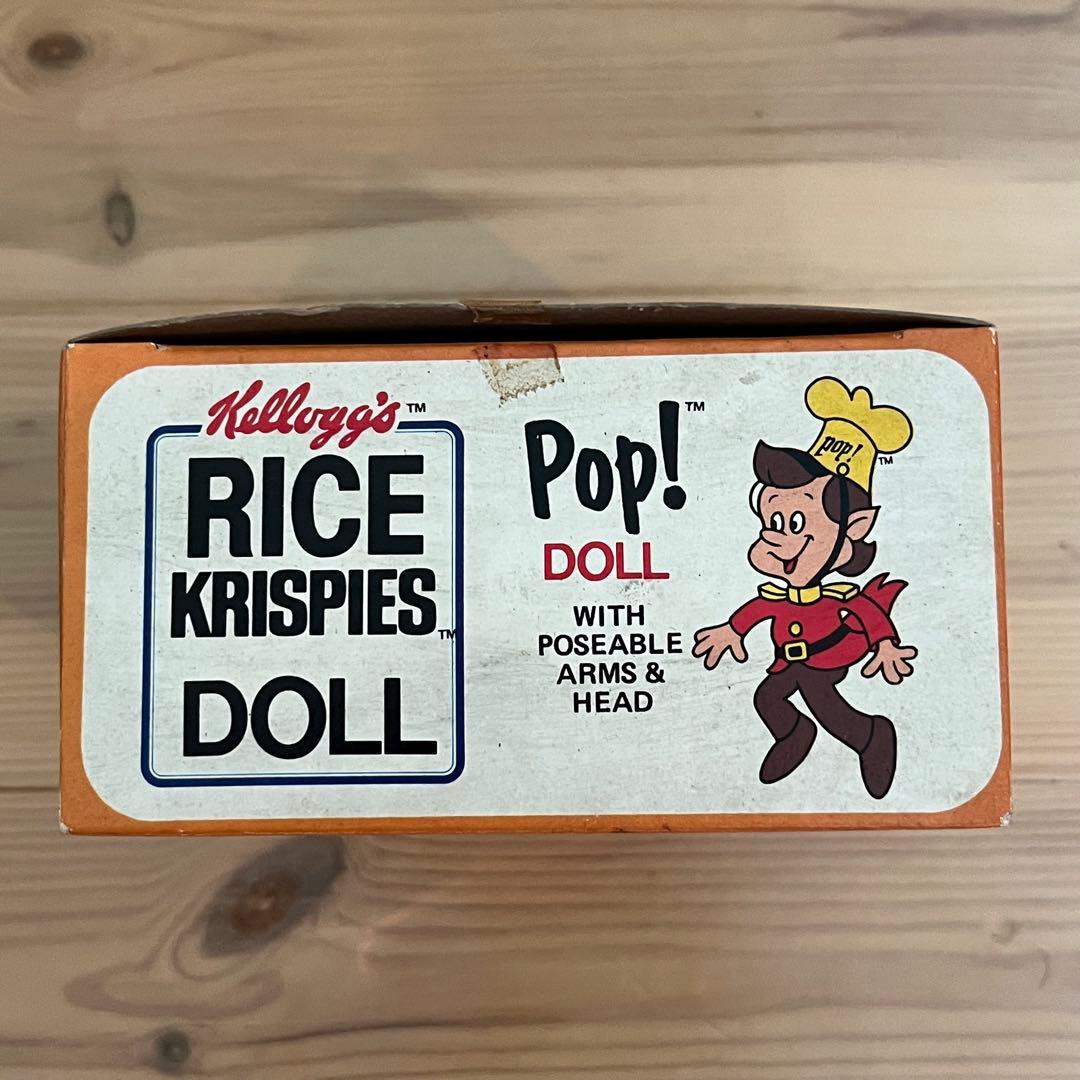 Kellogg's™
RICE
KRISPIES™
DOLL
Pop!™
DOLL
WITH
POSEABLE
ARMS &
HEAD
pop!
™